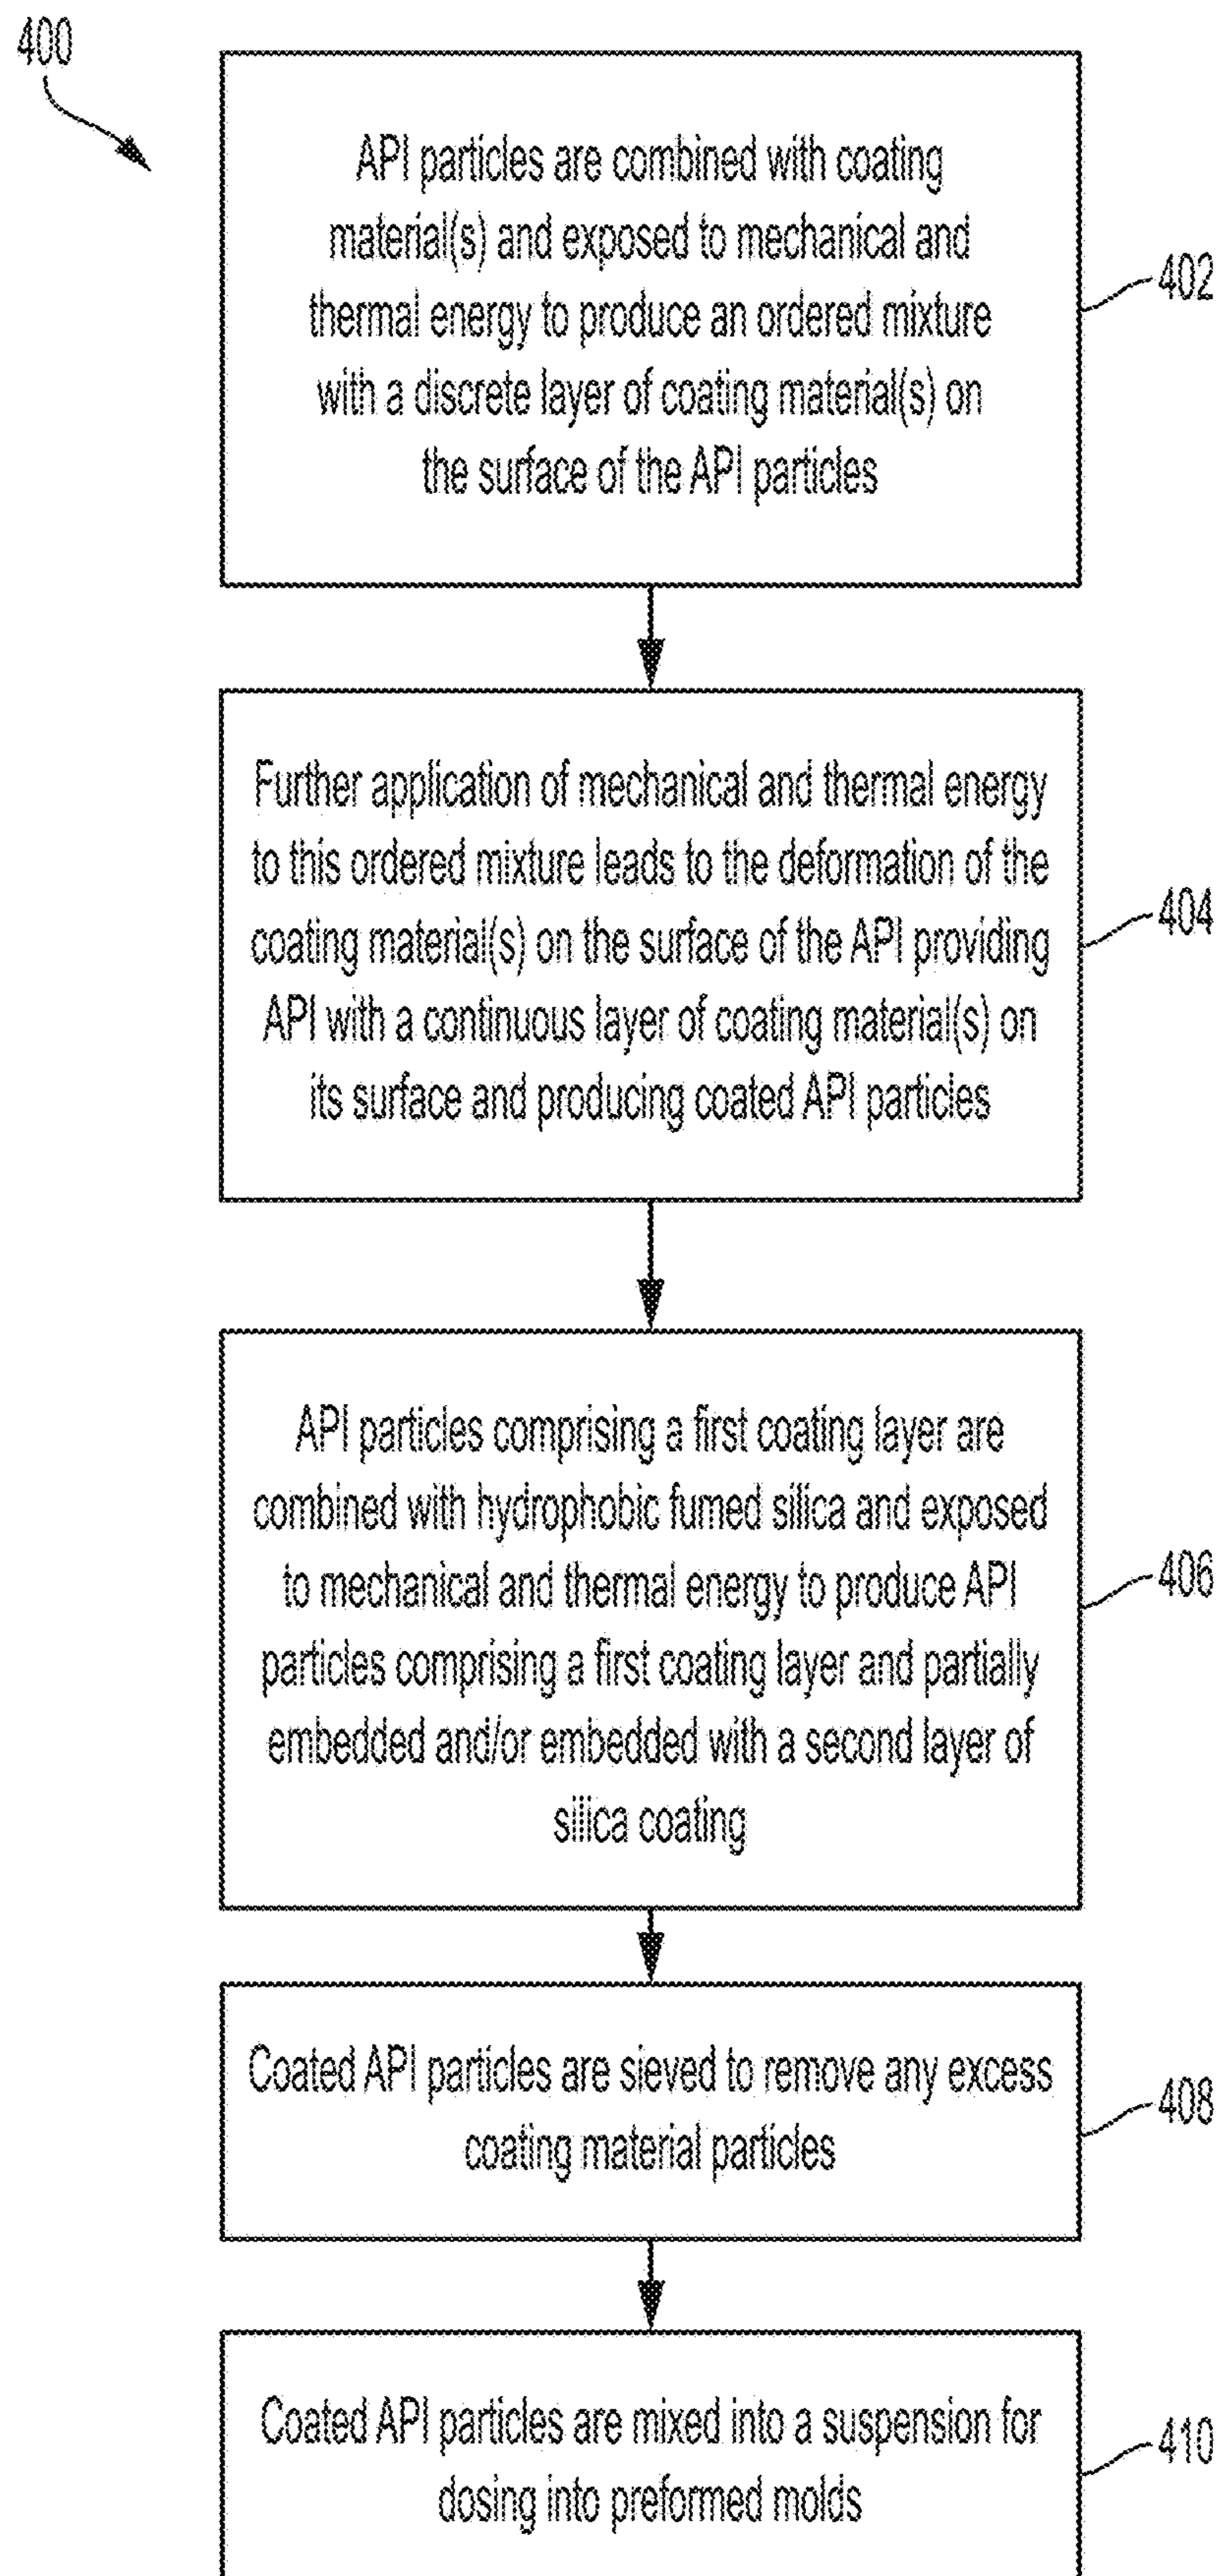 400
API particles are combined with coating
material(s) and exposed to mechanical and
thermal energy to produce an ordered mixture
with a discrete layer of coating material(s) on
the surface of the API particles
402
Further application of mechanical and thermal energy
to this ordered mixture leads to the deformation of the
coating material(s) on the surface of the API providing
API with a continuous layer of coating material(s) on
its surface and producing coated API particles
404
API particles comprising a first coating layer are
combined with hydrophobic fumed silica and exposed
to mechanical and thermal energy to produce API
particles comprising a first coating layer and partially
embedded and/or embedded with a second layer of
silica coating
406
Coated API particles are sieved to remove any excess
coating material particles
408
Coated API particles are mixed into a suspension for
dosing into preformed molds
410